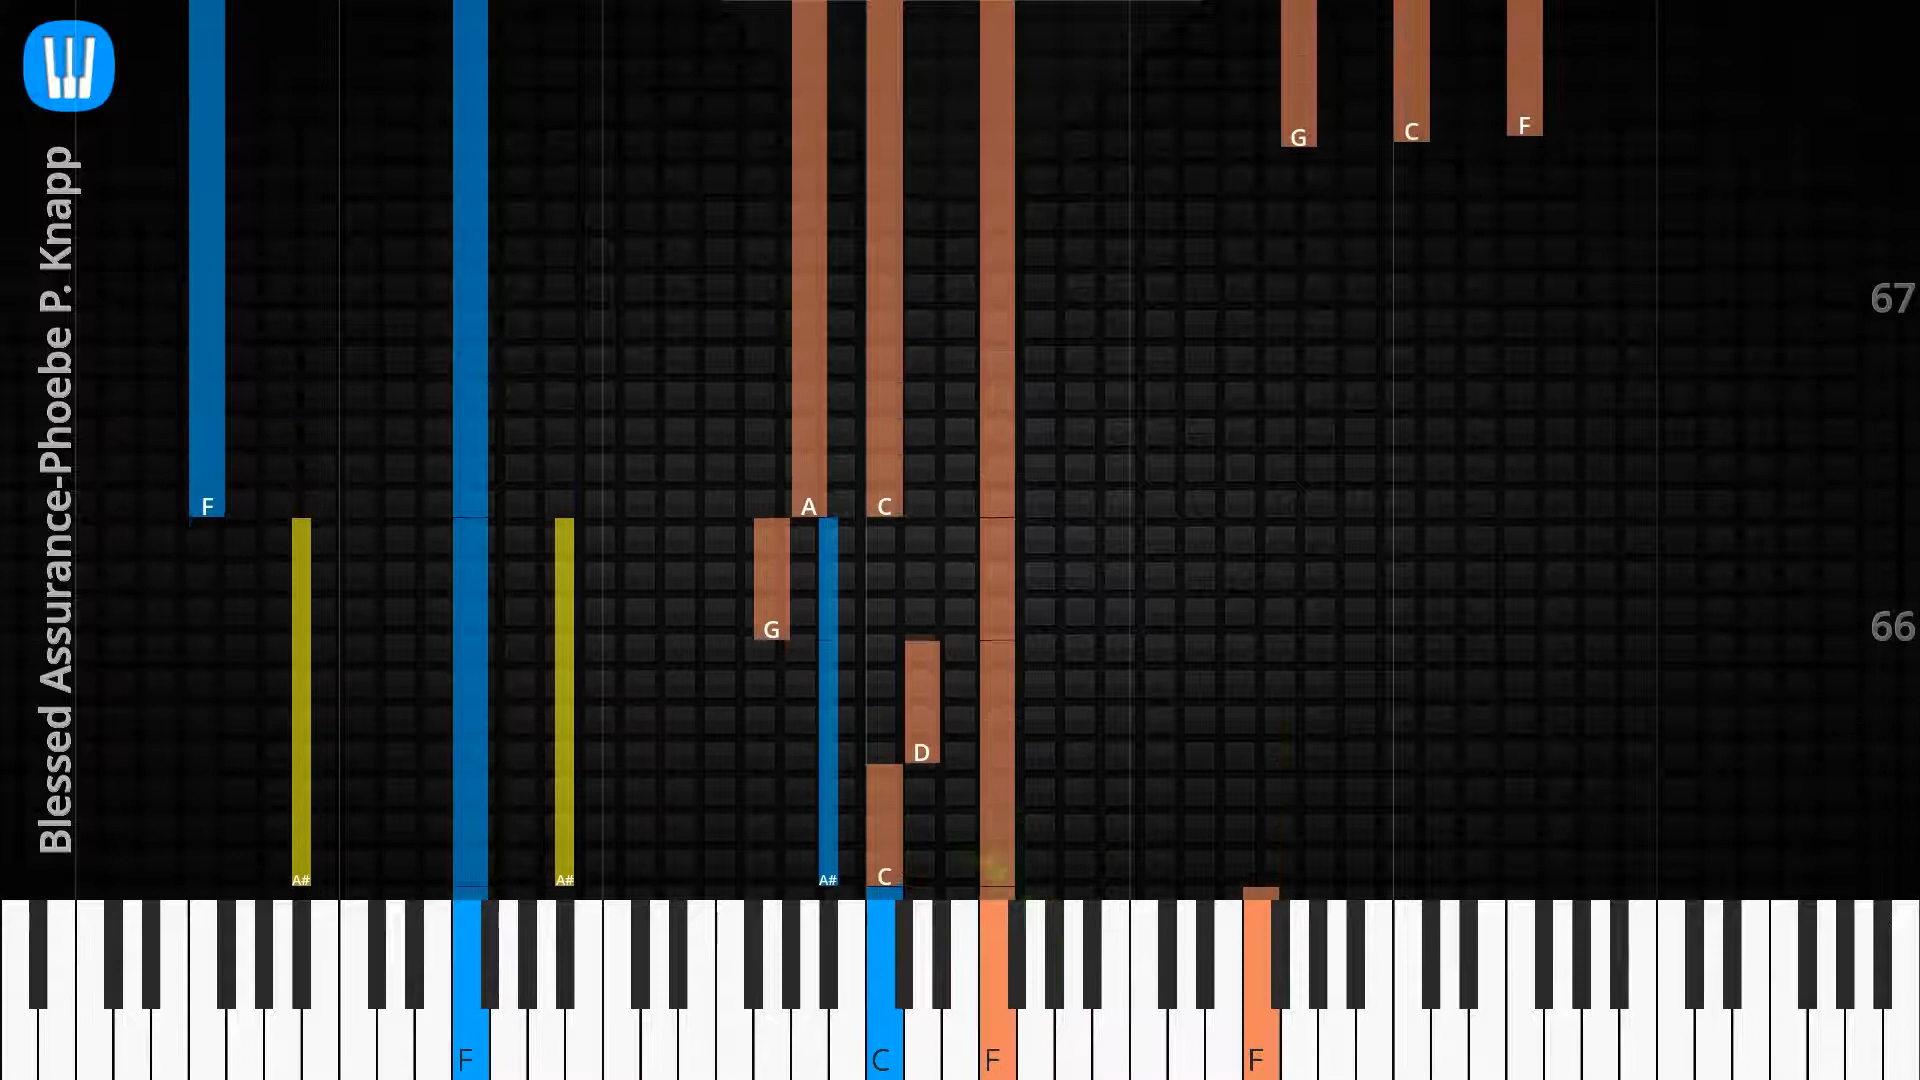 Blessed Assurance-Phoebe P. Knapp
G C F
67
F A C
66
G
D
A# A# A# C
F C F F